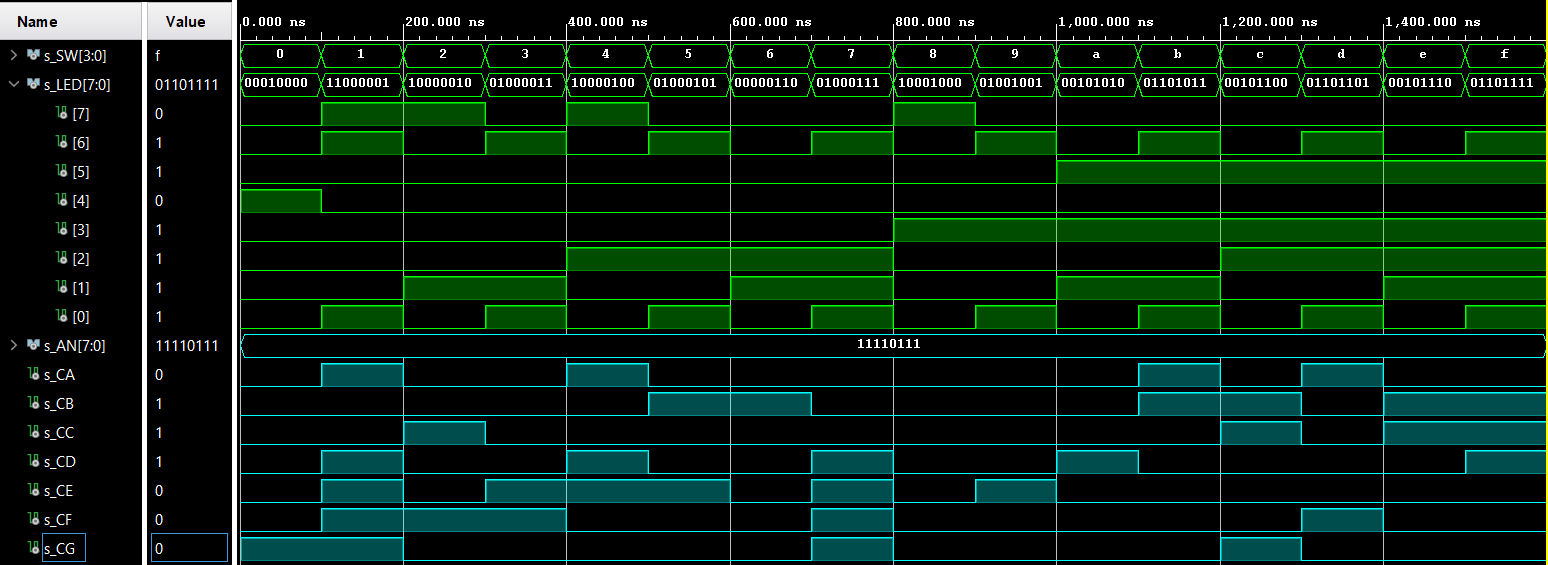 Name Value 0.000 ns 200.000 ns 400.000 ns 600.000 ns 800.000 ns 1,000.000 ns 1,200.000 ns 1,400.000 ns
s_SW[3:0] f 0 1 2 3 4 5 6 7 8 9 a b c d e f
s_LED[7:0] 01101111 00010000 11000001 10000010 01000011 10000100 01000101 00000110 01000111 10001000 01001001 00101010 01101011 00101100 01101101 00101110 01101111
[7] 0
[6] 1
[5] 1
[4] 0
[3] 1
[2] 1
[1] 1
[0] 1
s_AN[7:0] 11110111 11110111
s_CA 0
s_CB 1
s_CC 1
s_CD 1
s_CE 0
s_CF 0
s_CG 0